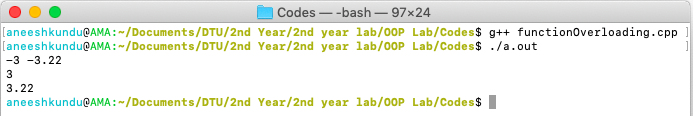 Codes — -bash — 97×24
[aneeshkundu@AMA:~/Documents/DTU/2nd Year/2nd year lab/OOP Lab/Codes$ g++ functionOverloading.cpp ]
[aneeshkundu@AMA:~/Documents/DTU/2nd Year/2nd year lab/OOP Lab/Codes$ ./a.out ]
-3 -3.22
3
3.22
aneeshkundu@AMA:~/Documents/DTU/2nd Year/2nd year lab/OOP Lab/Codes$